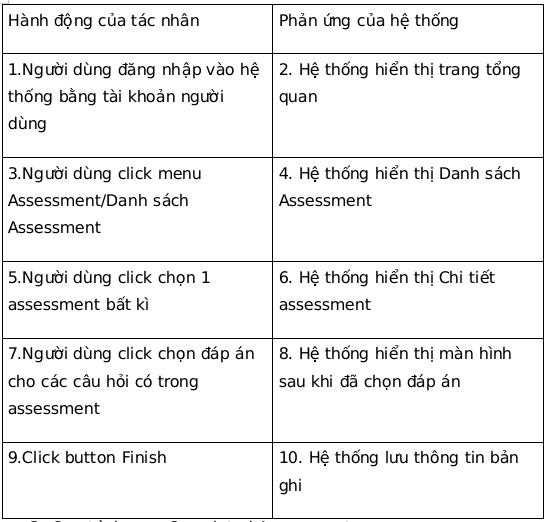 Hành động của tác nhân
Phản ứng của hệ thống
1.Người dùng đăng nhập vào hệ
thống bằng tài khoản người
dùng
2. Hệ thống hiển thị trang tổng
quan
3.Người dùng click menu
Assessment/Danh sách
Assessment
4. Hệ thống hiển thị Danh sách
Assessment
5.Người dùng click chọn 1
assessment bất kì
6. Hệ thống hiển thị Chi tiết
assessment
7.Người dùng click chọn đáp án
cho các câu hỏi có trong
assessment
8. Hệ thống hiển thị màn hình
sau khi đã chọn đáp án
9.Click button Finish
10. Hệ thống lưu thông tin bản
ghi